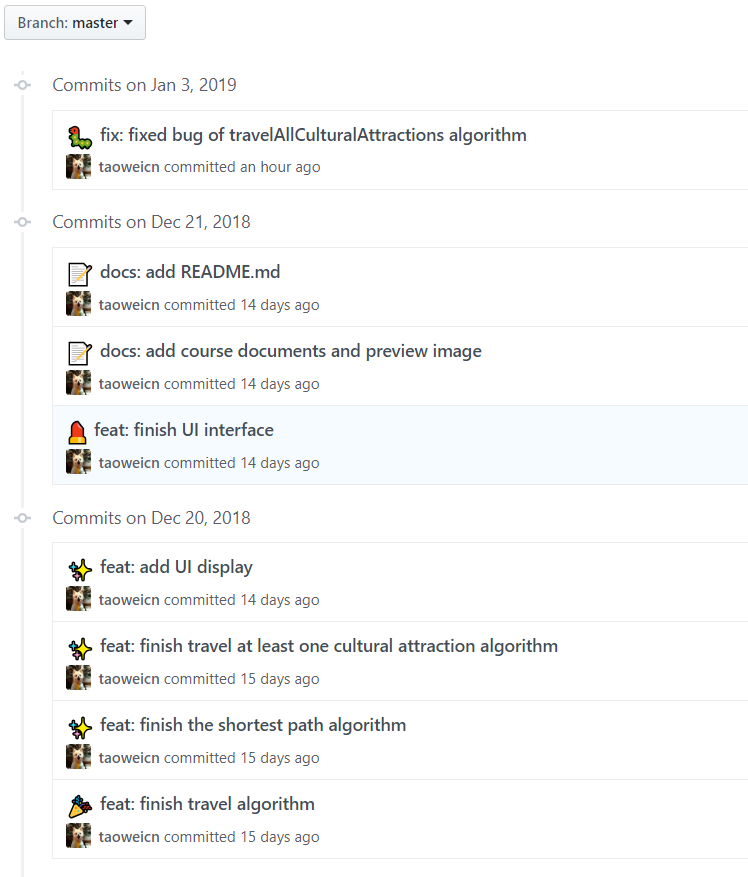 Branch: master
Commits on Jan 3, 2019
fix: fixed bug of travelAllCulturalAttractions algorithm
taoweicn committed an hour ago
Commits on Dec 21, 2018
docs: add README.md
taoweicn committed 14 days ago
docs: add course documents and preview image
taoweicn committed 14 days ago
feat: finish UI interface
taoweicn committed 14 days ago
Commits on Dec 20, 2018
feat: add UI display
taoweicn committed 14 days ago
feat: finish travel at least one cultural attraction algorithm
taoweicn committed 15 days ago
feat: finish the shortest path algorithm
taoweicn committed 15 days ago
feat: finish travel algorithm
taoweicn committed 15 days ago